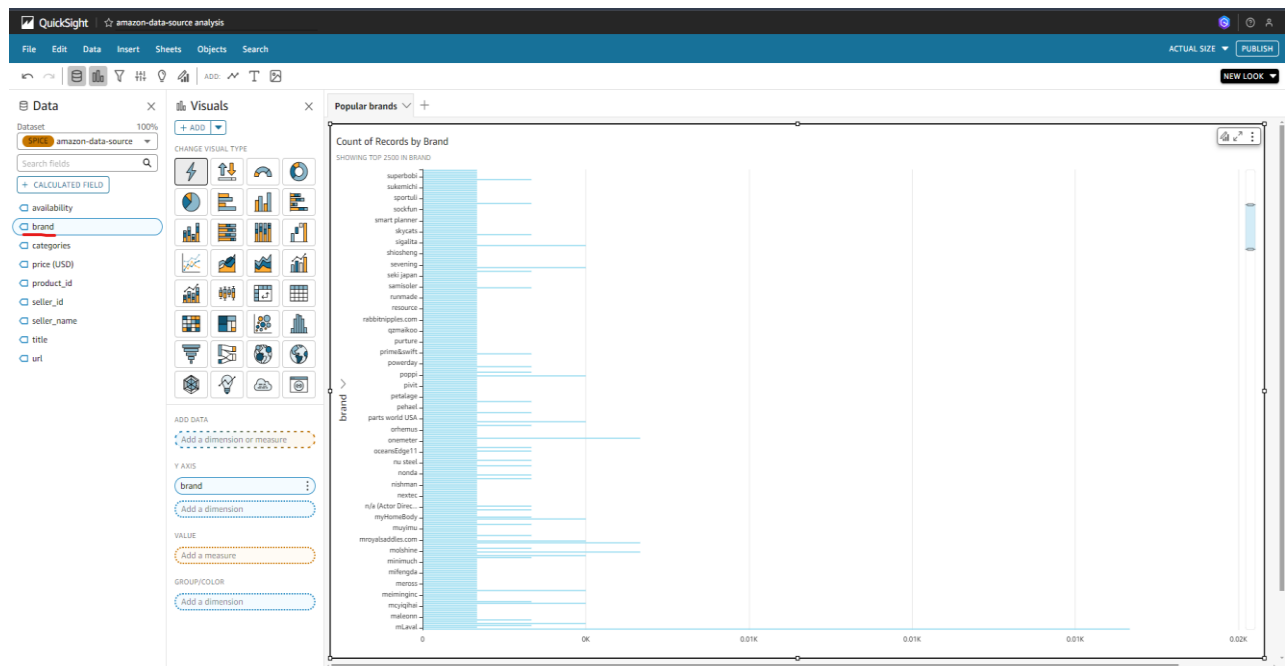 QuickSight
amazon-data-source analysis
File Edit Data Insert Sheets Objects Search
ACTUAL SIZE
PUBLISH
ADD:
NEW LOOK
Data
Dataset
100%
SPICE amazon-data-source
Search fields
+ CALCULATED FIELD
availability
brand
categories
price (USD)
product_id
seller_id
seller_name
title
url
Visuals
+ ADD
CHANGE VISUAL TYPE
ADD DATA
Add a dimension or measure
Y AXIS
brand
Add a dimension
VALUE
Add a measure
GROUP/COLOR
Add a dimension
Popular brands
Count of Records by Brand
SHOWING TOP 2500 IN BRAND
brand
superbobi
sukemichi
sportuli
sockfun
smart planner
skycats
sigalita
shiosheng
sevening
seki japan
samisoler
runmade
resource
rabbitnipples.com
qzmaikoo
purture
prime&swift
powerday
poppi
pivit
petalage
pehael
parts world USA
orhemus
onemeter
oceansEdge11
nu steel
nonda
nishman
nextec
n/a (Actor Direc...
myHomeBody
muyimu
mroyalsaddles.com
molshine
minimuch
mifengda
meross
meiminginc
mcyiqihai
maleonn
mLaval
0 0K 0.01K 0.01K 0.01K 0.02K